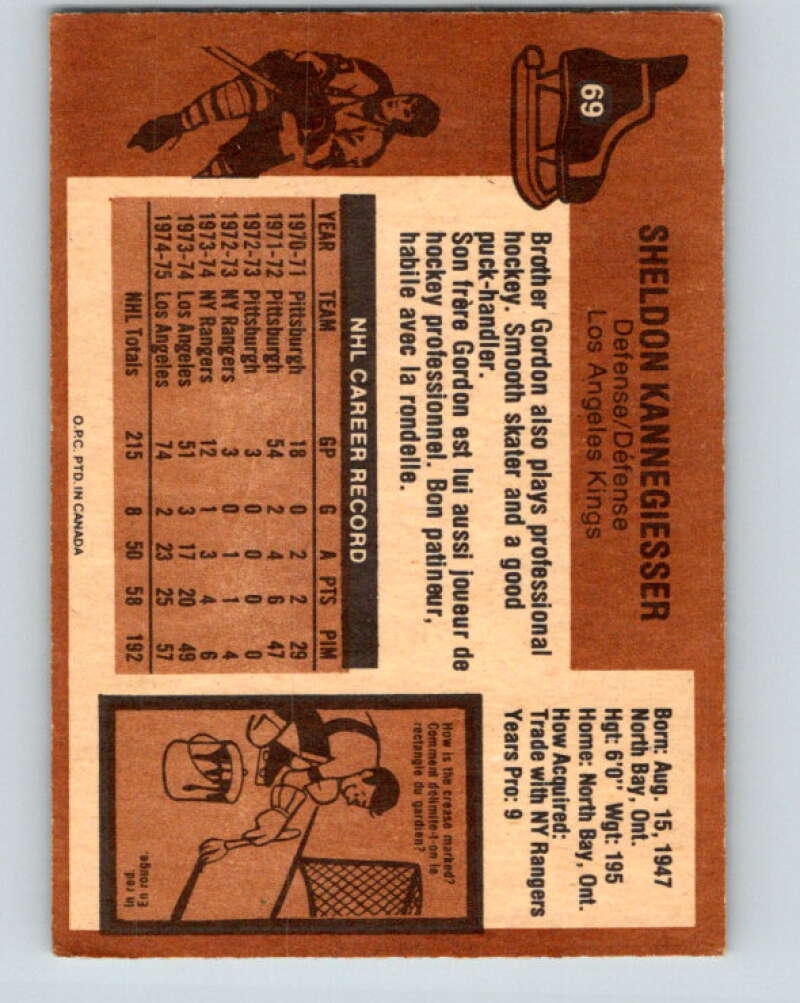 69
SHELDON KANNEGIESSER
Defense/Défense
Los Angeles Kings
Born: Aug. 15, 1947
North Bay, Ont.
Hgt: 6'0" Wgt: 195
Home: North Bay, Ont.
How Acquired:
Trade with NY Rangers
Years Pro: 9
Brother Gordon also plays professional
hockey. Smooth skater and a good
puck-handler.
Son frère Gordon est lui aussi joueur de
hockey professionnel. Bon patineur,
habile avec la rondelle.
NHL CAREER RECORD
YEAR TEAM GP G A PTS PIM
1970-71 Pittsburgh 18 0 2 2 29
1971-72 Pittsburgh 54 2 4 6 47
1972-73 Pittsburgh 3 0 0 0 0
1972-73 NY Rangers 3 0 1 1 4
1973-74 NY Rangers 12 1 3 4 6
1973-74 Los Angeles 51 3 17 20 49
1974-75 Los Angeles 74 2 23 25 57
NHL Totals 215 8 50 58 192
How is the crease marked?
Comment délimite-t-on le
rectangle du gardien?
In red.
En rouge.
O.P.C. PTD. IN CANADA